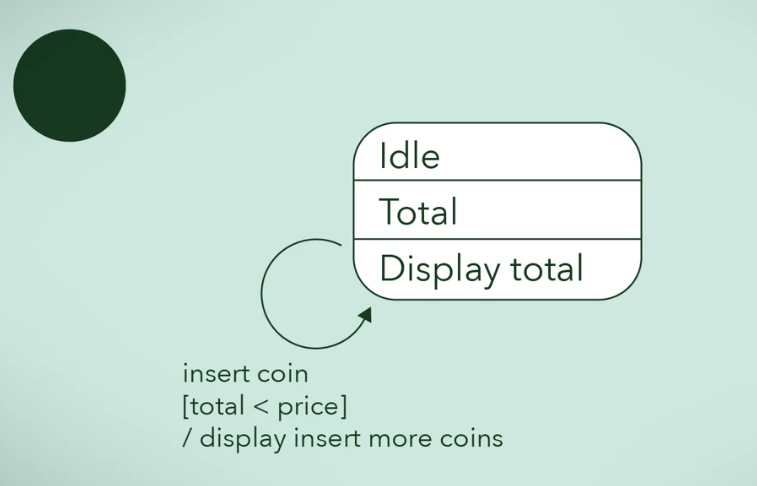 Idle
Total
Display total
insert coin
[total < price]
/ display insert more coins